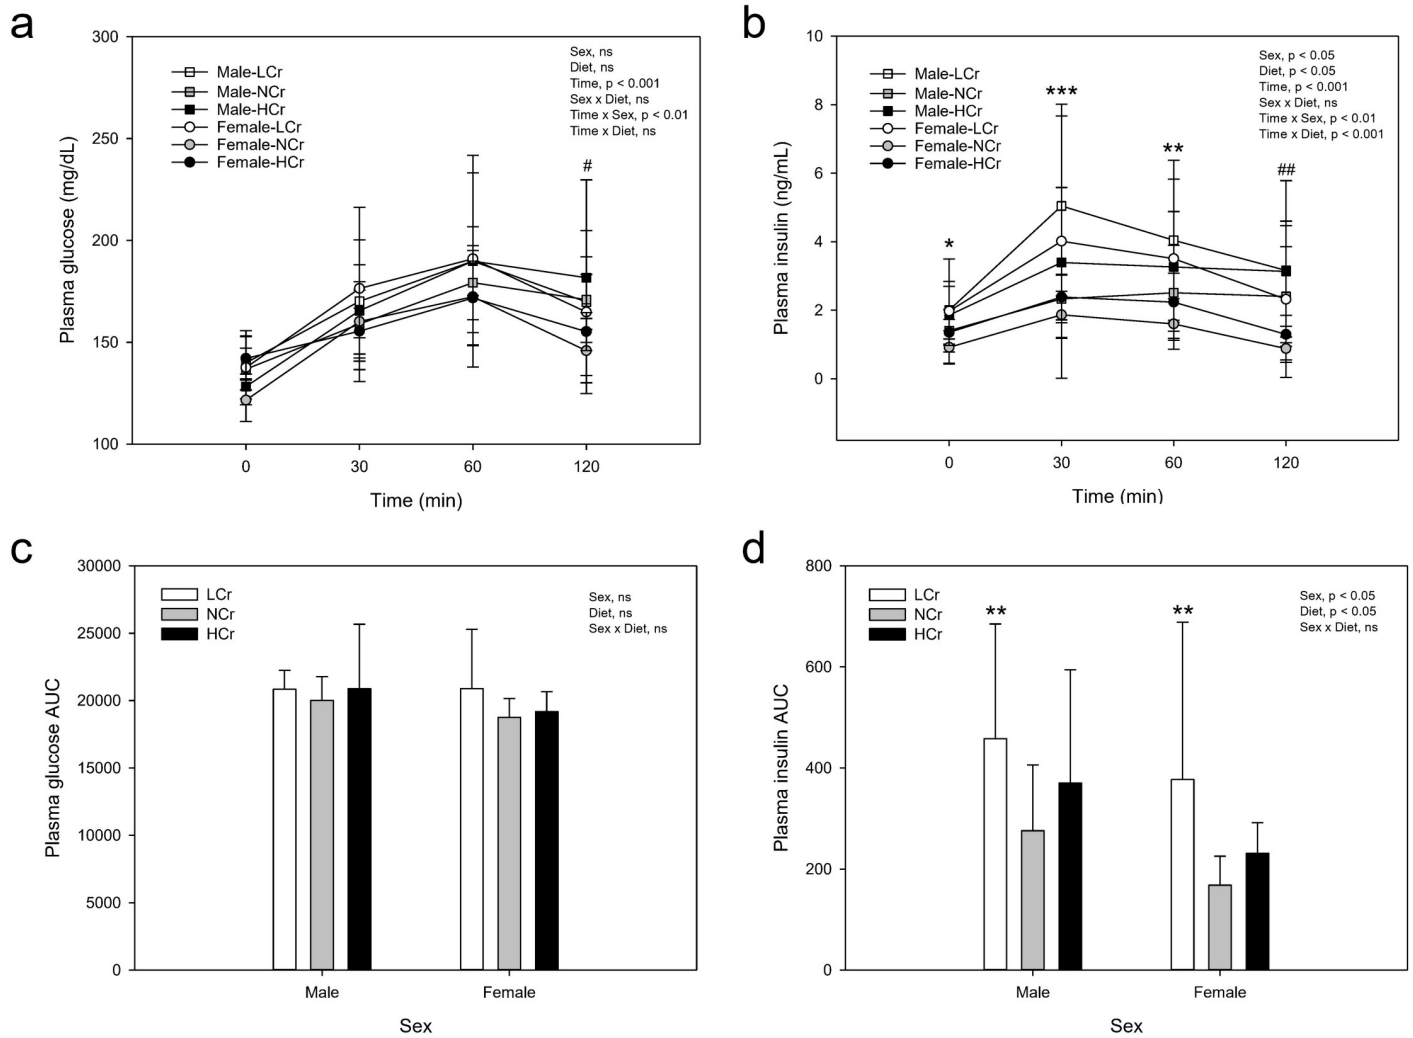 a
300
250
200
150
100
Plasma glucose (mg/dL)
Male-LCr
Male-NCr
Male-HCr
Female-LCr
Female-NCr
Female-HCr
Sex, ns
Diet, ns
Time, p < 0.001
Sex x Diet, ns
Time x Sex, p < 0.01
Time x Diet, ns
#
0 30 60 120
Time (min)
b
10
8
6
4
2
0
Plasma insulin (ng/mL)
Male-LCr
Male-NCr
Male-HCr
Female-LCr
Female-NCr
Female-HCr
Sex, p < 0.05
Diet, p < 0.05
Time, p < 0.001
Sex x Diet, ns
Time x Sex, p < 0.01
Time x Diet, p < 0.001
* *** ** ##
0 30 60 120
Time (min)
c
30000
25000
20000
15000
10000
5000
0
Plasma glucose AUC
LCr
NCr
HCr
Sex, ns
Diet, ns
Sex x Diet, ns
Male Female
Sex
d
800
600
400
200
0
Plasma insulin AUC
LCr
NCr
HCr
Sex, p < 0.05
Diet, p < 0.05
Sex x Diet, ns
** **
Male Female
Sex